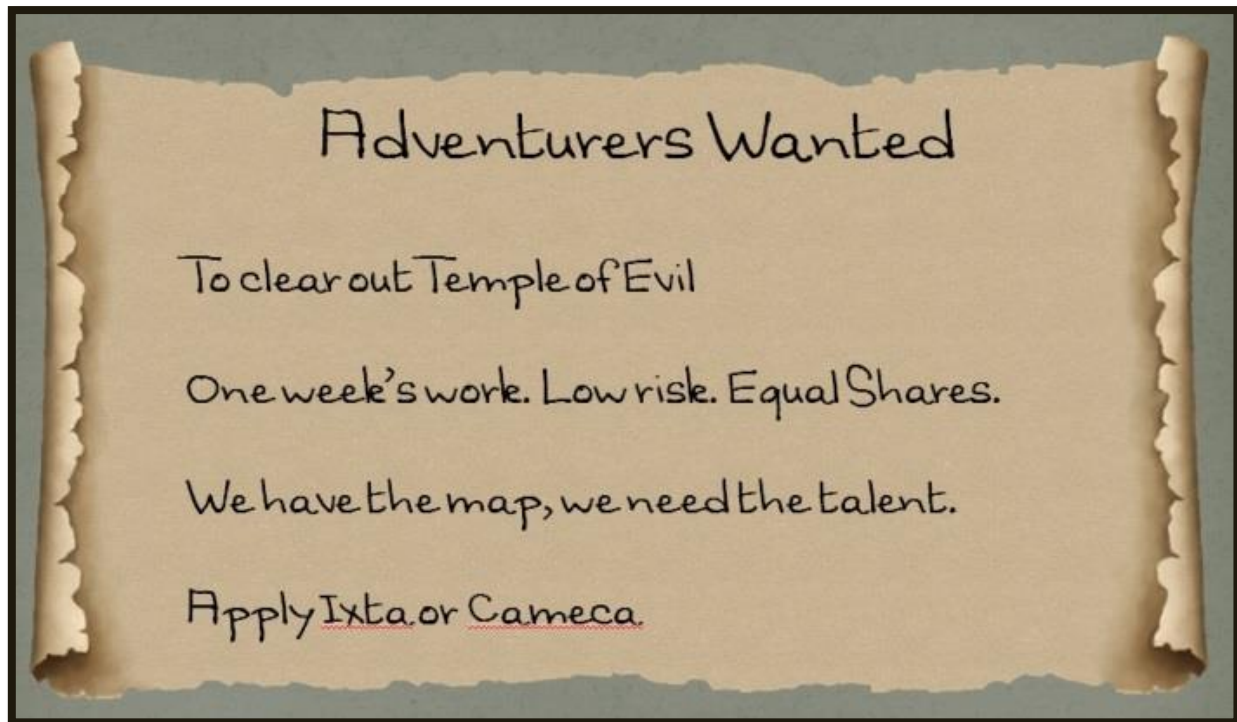 Adventurers Wanted
To clear out Temple of Evil
One week's work. Low risk. Equal Shares.
We have the map, we need the talent.
Apply Ixta or Cameca.